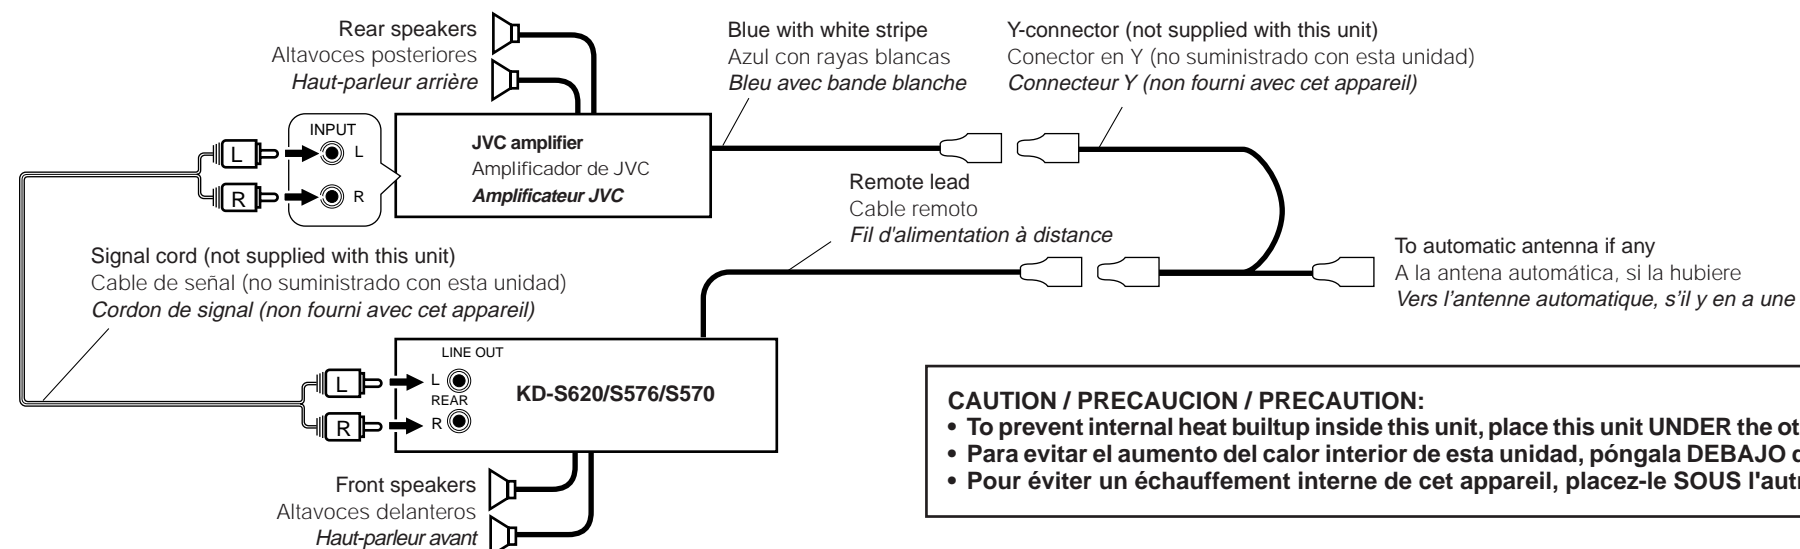 Rear speakers
Altavoces posteriores
Haut-parleur arrière
Blue with white stripe
Azul con rayas blancas
Bleu avec bande blanche
Y-connector (not supplied with this unit)
Conector en Y (no suministrado con esta unidad)
Connecteur Y (non fourni avec cet appareil)
INPUT
L
L
R
R
JVC amplifier
Amplificador de JVC
Amplificateur JVC
Remote lead
Cable remoto
Fil d'alimentation à distance
Signal cord (not supplied with this unit)
Cable de señal (no suministrado con esta unidad)
Cordon de signal (non fourni avec cet appareil)
To automatic antenna if any
A la antena automática, si la hubiere
Vers l'antenne automatique, s'il y en a une
LINE OUT
L
L
REAR
R
R
KD-S620/S576/S570
Front speakers
Altavoces delanteros
Haut-parleur avant
CAUTION / PRECAUCION / PRECAUTION:
• To prevent internal heat builtup inside this unit, place this unit UNDER the
• Para evitar el aumento del calor interior de esta unidad, póngala DEBAJO
• Pour éviter un échauffement interne de cet appareil, placez-le SOUS